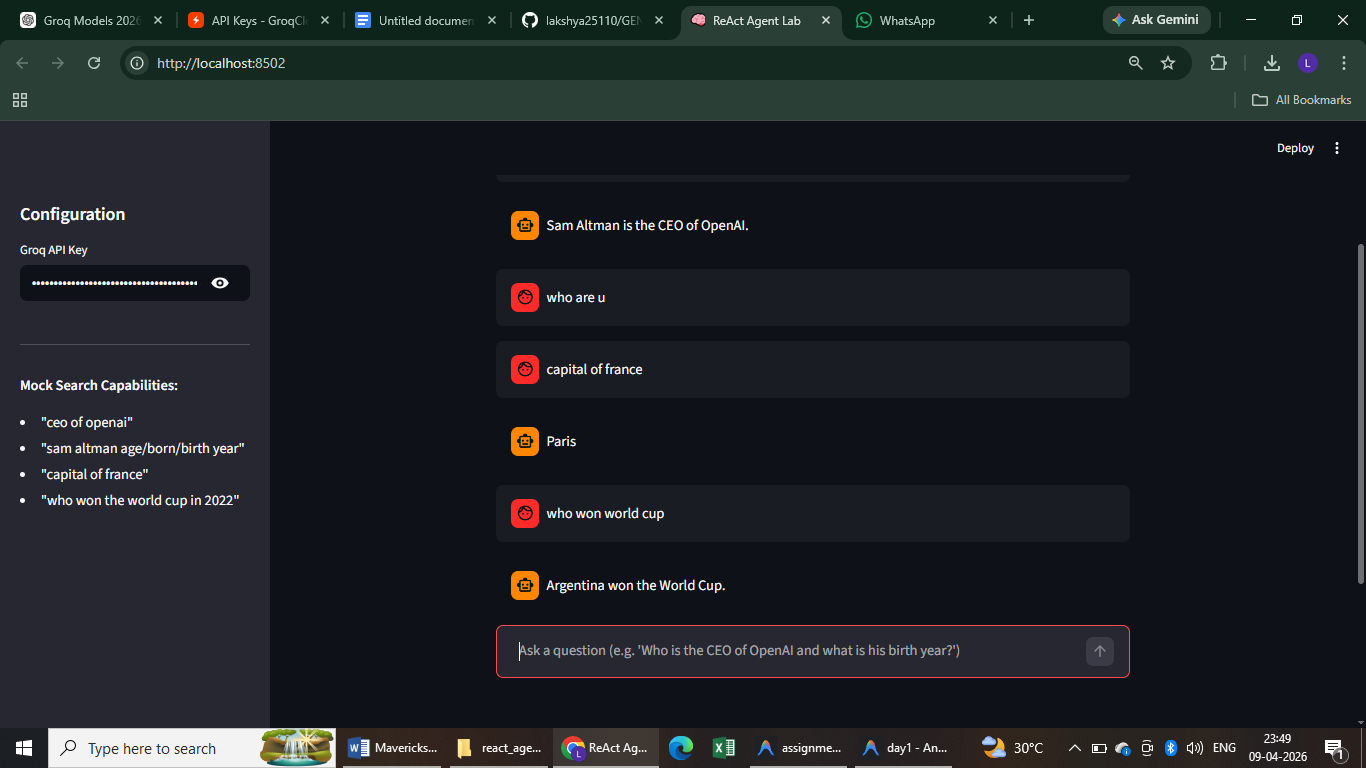 Groq Models 2026
API Keys - GroqClo
Untitled documen
lakshya25110/GEN
ReAct Agent Lab
WhatsApp
Ask Gemini
http://localhost:8502
L
All Bookmarks
Deploy
Configuration
Groq API Key
Mock Search Capabilities:
"ceo of openai"
"sam altman age/born/birth year"
"capital of france"
"who won the world cup in 2022"
Sam Altman is the CEO of OpenAI.
who are u
capital of france
Paris
who won world cup
Argentina won the World Cup.
Ask a question (e.g. 'Who is the CEO of OpenAI and what is his birth year?')
Type here to search
Mavericks...
react_age...
ReAct Ag...
assignme...
day1 - An...
30°C
ENG
23:49
09-04-2026
1